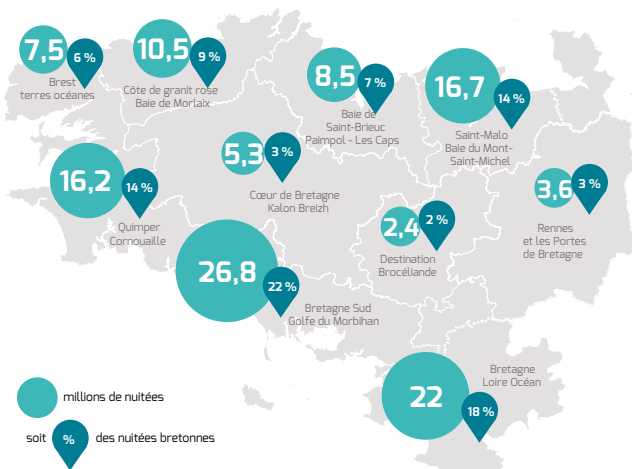 7,5
6 %
Brest
terres océanes
10,5
9 %
Côte de granit rose
Baie de Morlaix
8,5
7 %
Baie de
Saint-Brieuc
Paimpol - Les Caps
16,7
14 %
Saint-Malo
Baie du Mont-
Saint-Michel
16,2
14 %
Quimper
Cornouaille
5,3
3 %
Cœur de Bretagne
Kalon Breizh
2,4
2 %
Destination
Brocéliande
3,6
3 %
Rennes
et les Portes
de Bretagne
26,8
22 %
Bretagne Sud
Golfe du Morbihan
22
18 %
Bretagne
Loire Océan
millions de nuitées
soit % des nuitées bretonnes